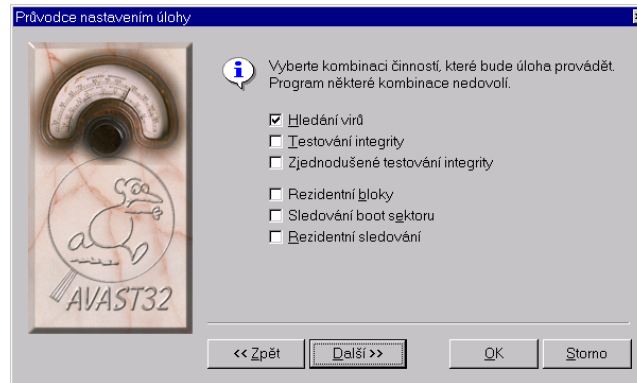 Průvodce nastavením úlohy
Vyberte kombinaci činností, které bude úloha provádět.
Program některé kombinace nedovolí.
Hledání virů
Testování integrity
Zjednodušené testování integrity
Rezidentní bloky
Sledování boot sektoru
Rezidentní sledování
AVAST32
<< Zpět
Další >>
OK
Storno